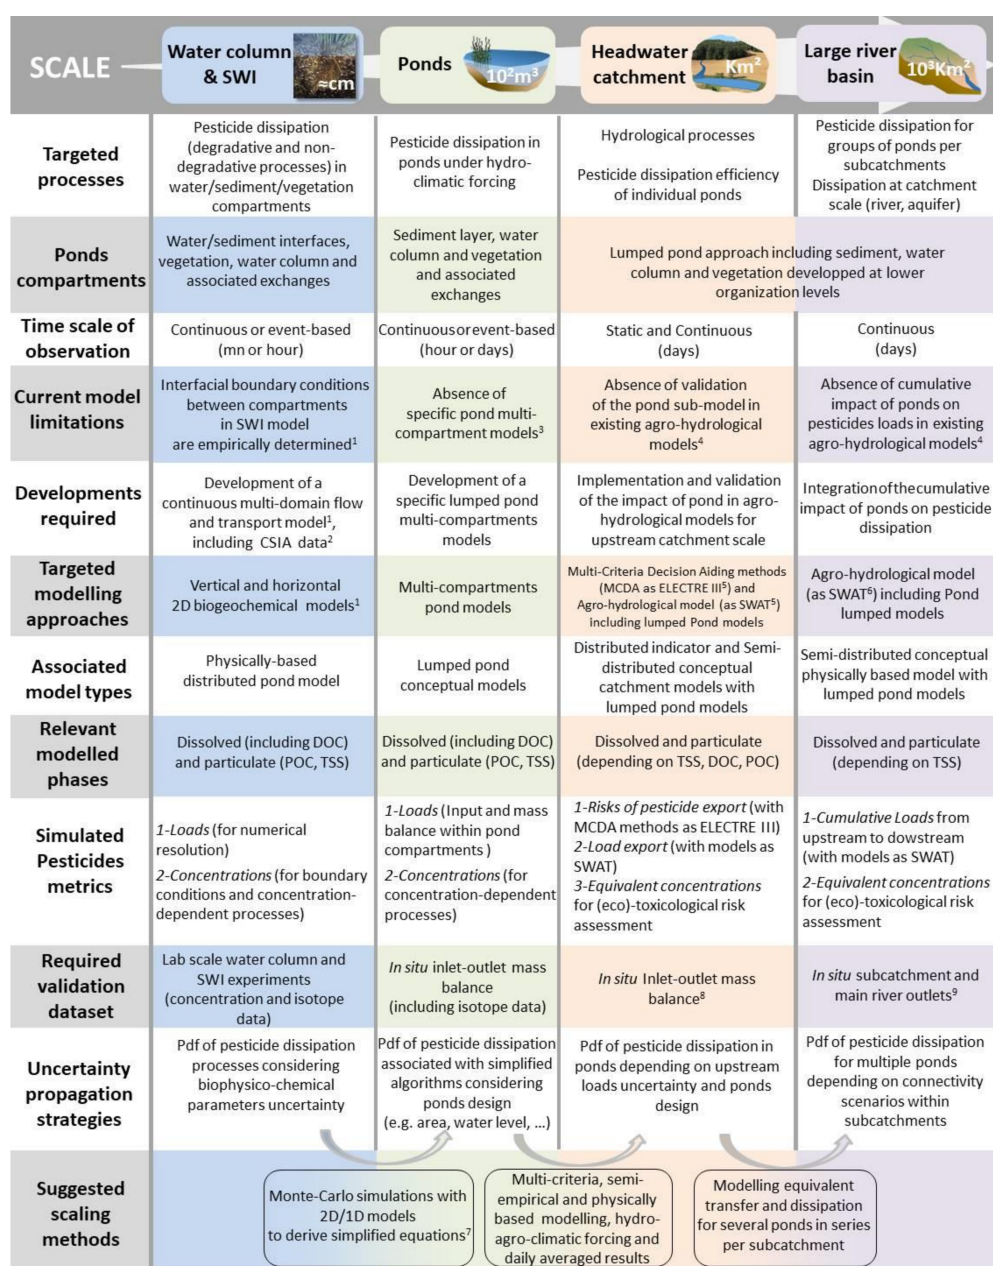 SCALE
Water column
& SWI
≈cm
Ponds
10²m³
Headwater
catchment
Km²
Large river
basin
10³Km²
Targeted
processes
Pesticide dissipation
(degradative and non-
degradative processes) in
water/sediment/vegetation
compartments
Pesticide dissipation in
ponds under hydro-
climatic forcing
Hydrological processes
Pesticide dissipation efficiency
of individual ponds
Pesticide dissipation for
groups of ponds per
subcatchments
Dissipation at catchment
scale (river, aquifer)
Ponds
compartments
Water/sediment interfaces,
vegetation, water column and
associated exchanges
Sediment layer, water
column and vegetation
and associated
exchanges
Lumped pond approach including sediment, water
column and vegetation developped at lower
organization levels
Time scale of
observation
Continuous or event-based
(mn or hour)
Continuous or event-based
(hour or days)
Static and Continuous
(days)
Continuous
(days)
Current model
limitations
Interfacial boundary conditions
between compartments
in SWI model
are empirically determined¹
Absence of
specific pond multi-
compartment models³
Absence of validation
of the pond sub-model in
existing agro-hydrological
models⁴
Absence of cumulative
impact of ponds on
pesticides loads in existing
agro-hydrological models⁴
Developments
required
Development of a
continuous multi-domain flow
and transport model¹,
including CSIA data²
Development of a
specific lumped pond
multi-compartments
models
Implementation and validation
of the impact of pond in agro-
hydrological models for
upstream catchment scale
Integration of the cumulative
impact of ponds on pesticide
dissipation
Targeted
modelling
approaches
Vertical and horizontal
2D biogeochemical models¹
Multi-compartments
pond models
Multi-Criteria Decision Aiding methods
(MCDA as ELECTRE III⁵) and
Agro-hydrological model (as SWAT⁵)
including lumped Pond models
Agro-hydrological model
(as SWAT⁶) including Pond
lumped models
Associated
model types
Physically-based
distributed pond model
Lumped pond
conceptual models
Distributed indicator and Semi-
distributed conceptual
catchment models with
lumped pond models
Semi-distributed conceptual
physically based model with
lumped pond models
Relevant
modelled
phases
Dissolved (including DOC)
and particulate (POC, TSS)
Dissolved (including DOC)
and particulate (POC, TSS)
Dissolved and particulate
(depending on TSS, DOC, POC)
Dissolved and particulate
(depending on TSS)
Simulated
Pesticides
metrics
1-Loads (for numerical
resolution)
2-Concentrations (for boundary
conditions and concentration-
dependent processes)
1-Loads (Input and mass
balance within pond
compartments )
2-Concentrations (for
concentration-dependent
processes)
1-Risks of pesticide export (with
MCDA methods as ELECTRE III)
2-Load export (with models as
SWAT)
3-Equivalent concentrations
for (eco)-toxicological risk
assessment
1-Cumulative Loads from
upstream to dowstream
(with models as SWAT)
2-Equivalent concentrations
for (eco)-toxicological risk
assessment
Required
validation
dataset
Lab scale water column and
SWI experiments
(concentration and isotope
data)
In situ inlet-outlet mass
balance
(including isotope data)
In situ Inlet-outlet mass
balance⁸
In situ subcatchment and
main river outlets⁹
Uncertainty
propagation
strategies
Pdf of pesticide dissipation
processes considering
biophysico-chemical
parameters uncertainty
Pdf of pesticide dissipation
associated with simplified
algorithms considering
ponds design
(e.g. area, water level, ...)
Pdf of pesticide dissipation in
ponds depending on upstream
loads uncertainty and ponds
design
Pdf of pesticide dissipation
for multiple ponds
depending on connectivity
scenarios within
subcatchments
Suggested
scaling
methods
Monte-Carlo simulations with
2D/1D models
to derive simplified equations⁷
Multi-criteria, semi-
empirical and physically
based modelling, hydro-
agro-climatic forcing and
daily averaged results
Modelling equivalent
transfer and dissipation
for several ponds in series
per subcatchment